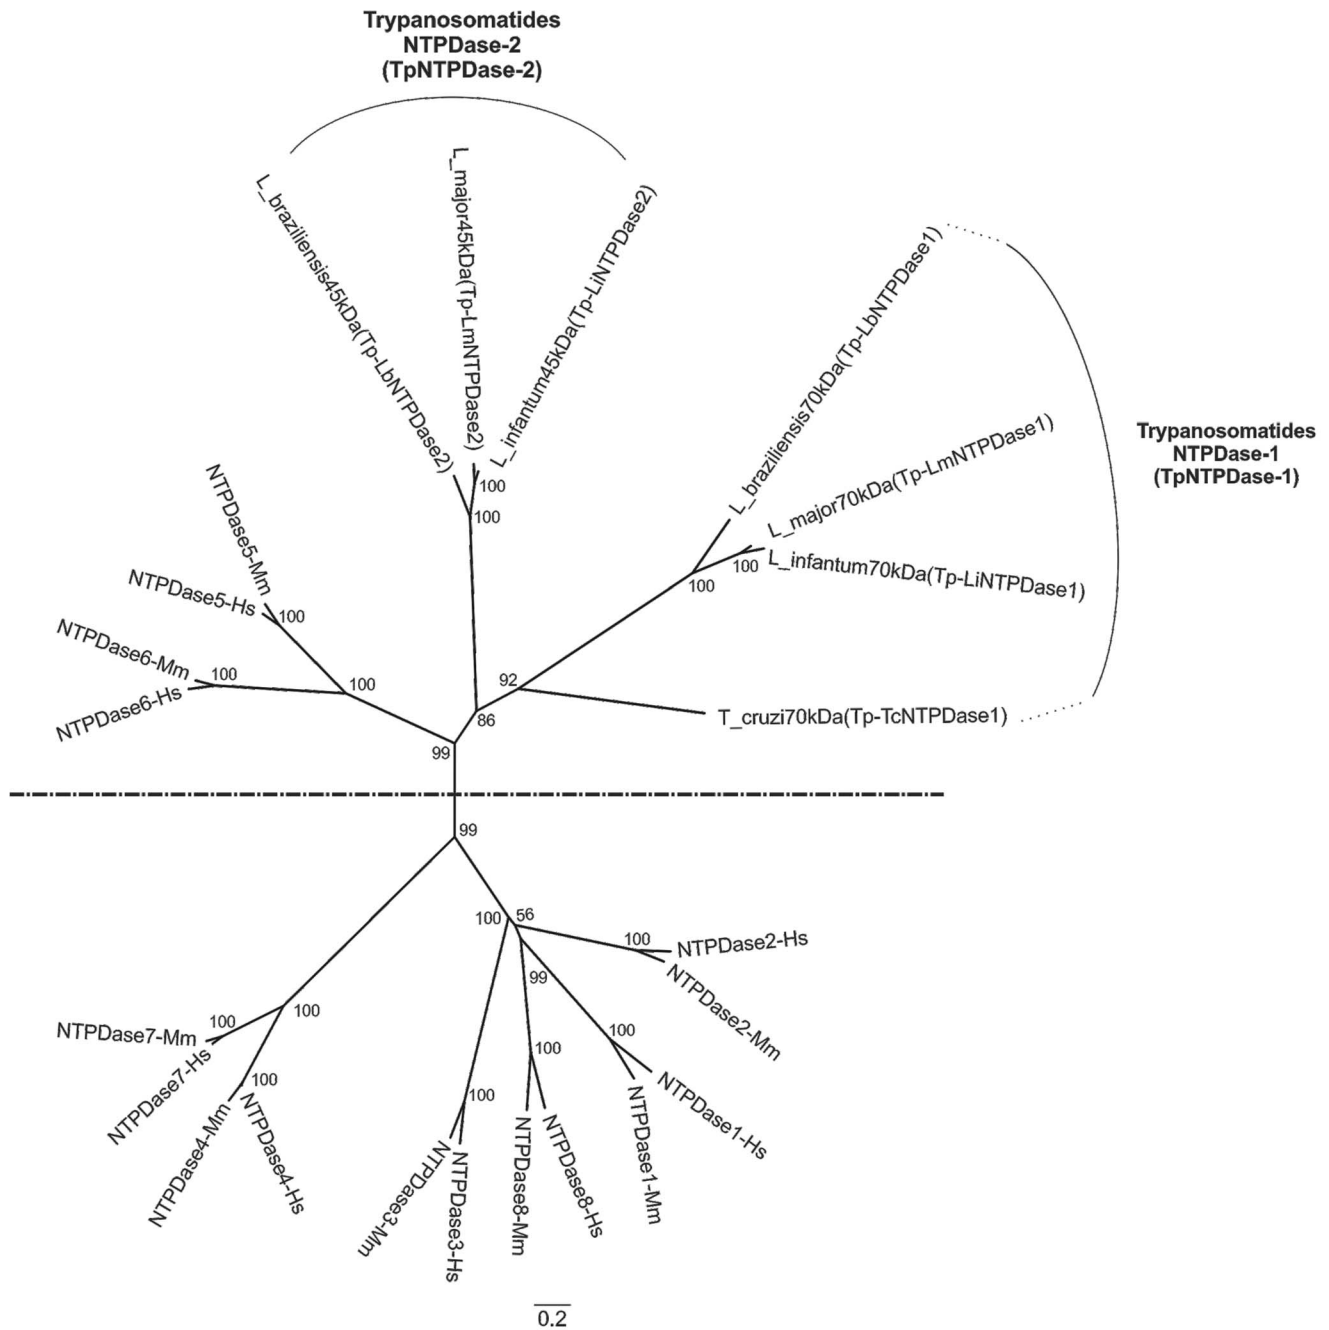 Trypanosomatides
NTPDase-2
(TpNTPDase-2)
L_braziliensis45kDa(Tp-LbNTPDase2)
L_major45kDa(Tp-LmNTPDase2)
L_infantum45kDa(Tp-LiNTPDase2)
L_braziliensis70kDa(Tp-LbNTPDase1)
L_major70kDa(Tp-LmNTPDase1)
L_infantum70kDa(Tp-LiNTPDase1)
Trypanosomatides
NTPDase-1
(TpNTPDase-1)
T_cruzi70kDa(Tp-TcNTPDase1)
100
100
100
100
92
86
NTPDase5-Mm
NTPDase5-Hs
100
NTPDase6-Mm
NTPDase6-Hs
100
100
99
99
100
56
100
NTPDase2-Hs
NTPDase2-Mm
99
100
NTPDase1-Hs
NTPDase1-Mm
100
NTPDase8-Hs
NTPDase8-Mm
100
NTPDase3-Hs
NTPDase3-Mm
100
100
NTPDase7-Mm
NTPDase7-Hs
100
NTPDase4-Mm
NTPDase4-Hs
0.2